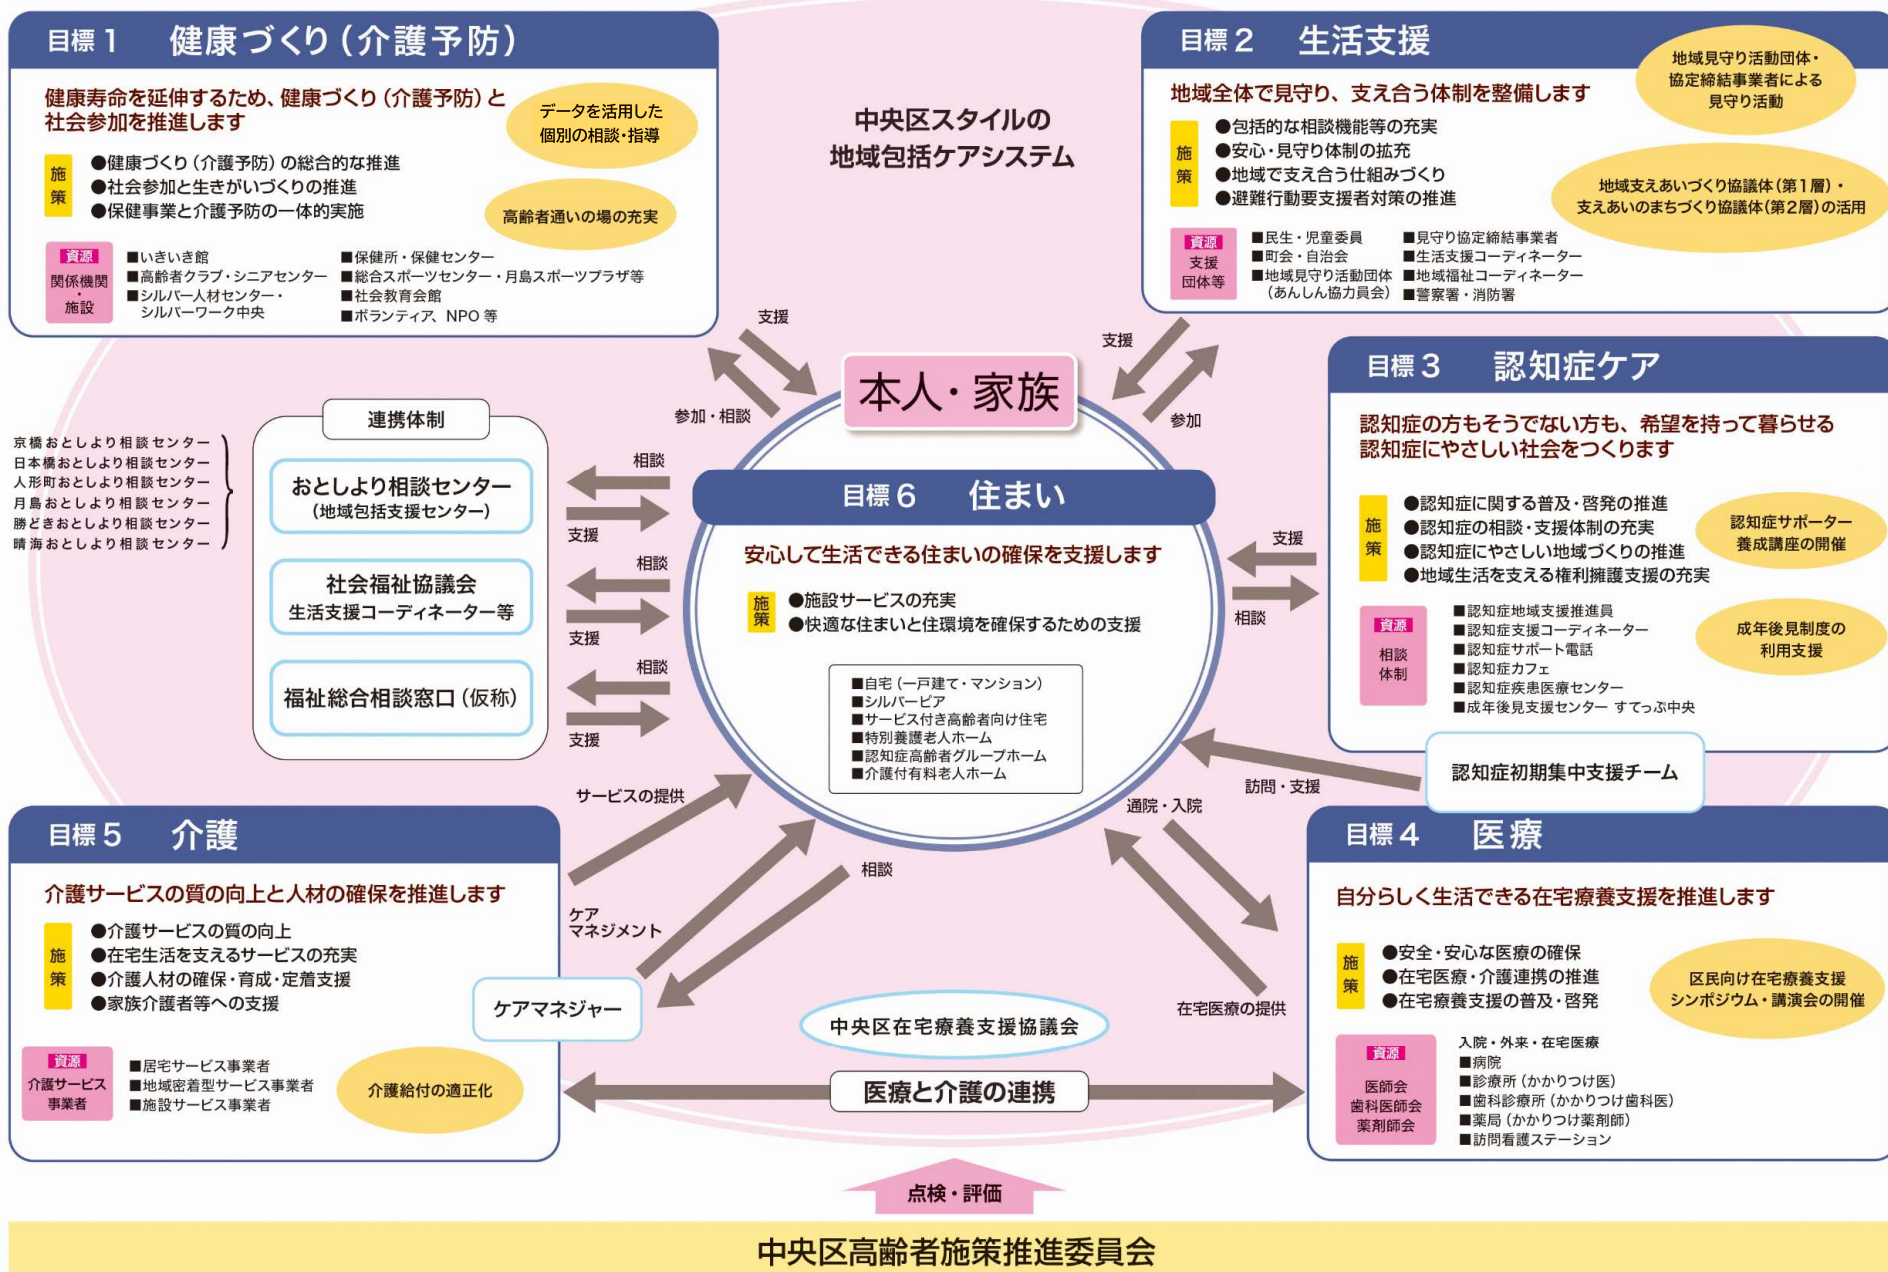 目標1 健康づくり（介護予防）
健康寿命を延伸するため、健康づくり（介護予防）と
社会参加を推進します
データを活用した
個別の相談・指導
施策
●健康づくり（介護予防）の総合的な推進
●社会参加と生きがいづくりの推進
●保健事業と介護予防の一体的実施
高齢者通いの場の充実
資源
関係機関
・
施設
■いきいき館
■高齢者クラブ・シニアセンター
■シルバー人材センター・
シルバーワーク中央
■保健所・保健センター
■総合スポーツセンター・月島スポーツプラザ等
■社会教育会館
■ボランティア、NPO 等
中央区スタイルの
地域包括ケアシステム
目標2 生活支援
地域全体で見守り、支え合う体制を整備します
地域見守り活動団体・
協定締結事業者による
見守り活動
施策
●包括的な相談機能等の充実
●安心・見守り体制の拡充
●地域で支え合う仕組みづくり
●避難行動要支援者対策の推進
地域支えあいづくり協議体（第1層）・
支えあいのまちづくり協議体（第2層）の活用
資源
支援
団体等
■民生・児童委員
■町会・自治会
■地域見守り活動団体
（あんしん協力員会）
■見守り協定締結事業者
■生活支援コーディネーター
■地域福祉コーディネーター
■警察署・消防署
支援
参加・相談
支援
参加
本人・家族
連携体制
京橋おとしより相談センター
日本橋おとしより相談センター
人形町おとしより相談センター
月島おとしより相談センター
勝どきおとしより相談センター
晴海おとしより相談センター
おとしより相談センター
（地域包括支援センター）
社会福祉協議会
生活支援コーディネーター等
福祉総合相談窓口（仮称）
相談
支援
相談
支援
相談
支援
目標6 住まい
安心して生活できる住まいの確保を支援します
施策
●施設サービスの充実
●快適な住まいと住環境を確保するための支援
■自宅（一戸建て・マンション）
■シルバーピア
■サービス付き高齢者向け住宅
■特別養護老人ホーム
■認知症高齢者グループホーム
■介護付有料老人ホーム
支援
相談
目標3 認知症ケア
認知症の方もそうでない方も、希望を持って暮らせる
認知症にやさしい社会をつくります
施策
●認知症に関する普及・啓発の推進
●認知症の相談・支援体制の充実
●認知症にやさしい地域づくりの推進
●地域生活を支える権利擁護支援の充実
認知症サポーター
養成講座の開催
資源
相談
体制
■認知症地域支援推進員
■認知症支援コーディネーター
■認知症サポート電話
■認知症カフェ
■認知症疾患医療センター
■成年後見支援センター すてっぷ中央
成年後見制度の
利用支援
認知症初期集中支援チーム
訪問・支援
サービスの提供
通院・入院
目標5 介護
介護サービスの質の向上と人材の確保を推進します
施策
●介護サービスの質の向上
●在宅生活を支えるサービスの充実
●介護人材の確保・育成・定着支援
●家族介護者等への支援
資源
介護サービス
事業者
■居宅サービス事業者
■地域密着型サービス事業者
■施設サービス事業者
介護給付の適正化
ケア
マネジメント
相談
ケアマネジャー
中央区在宅療養支援協議会
医療と介護の連携
在宅医療の提供
目標4 医療
自分らしく生活できる在宅療養支援を推進します
施策
●安全・安心な医療の確保
●在宅医療・介護連携の推進
●在宅療養支援の普及・啓発
区民向け在宅療養支援
シンポジウム・講演会の開催
資源
医師会
歯科医師会
薬剤師会
入院・外来・在宅医療
■病院
■診療所（かかりつけ医）
■歯科診療所（かかりつけ歯科医）
■薬局（かかりつけ薬剤師）
■訪問看護ステーション
点検・評価
中央区高齢者施策推進委員会